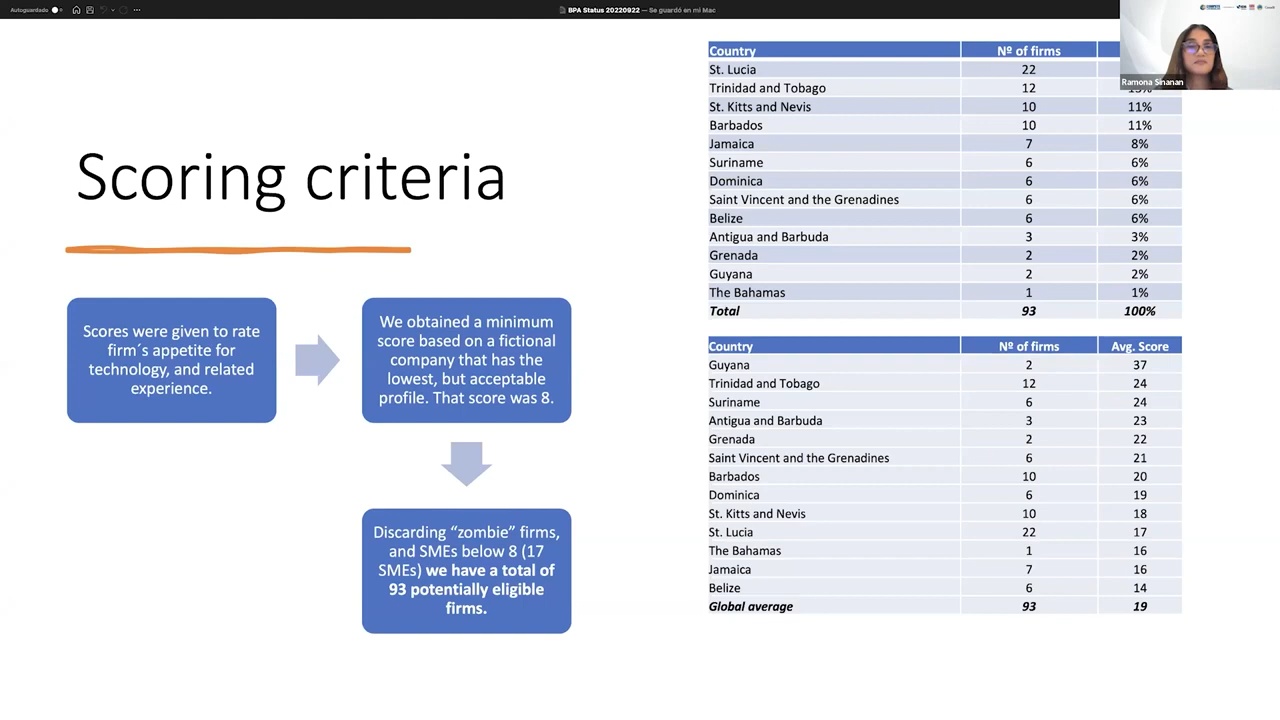 Autoguardado
BPA Status 20220922 — Se guardó en mi Mac
Ramona Sinanan
Scoring criteria
Scores were given to rate
firm´s appetite for
technology, and related
experience.
We obtained a minimum
score based on a fictional
company that has the
lowest, but acceptable
profile. That score was 8.
Discarding “zombie” firms,
and SMEs below 8 (17
SMEs) we have a total of
93 potentially eligible
firms.
Country Nº of firms
St. Lucia 22
Trinidad and Tobago 12 13%
St. Kitts and Nevis 10 11%
Barbados 10 11%
Jamaica 7 8%
Suriname 6 6%
Dominica 6 6%
Saint Vincent and the Grenadines 6 6%
Belize 6 6%
Antigua and Barbuda 3 3%
Grenada 2 2%
Guyana 2 2%
The Bahamas 1 1%
Total 93 100%
Country Nº of firms Avg. Score
Guyana 2 37
Trinidad and Tobago 12 24
Suriname 6 24
Antigua and Barbuda 3 23
Grenada 2 22
Saint Vincent and the Grenadines 6 21
Barbados 10 20
Dominica 6 19
St. Kitts and Nevis 10 18
St. Lucia 22 17
The Bahamas 1 16
Jamaica 7 16
Belize 6 14
Global average 93 19